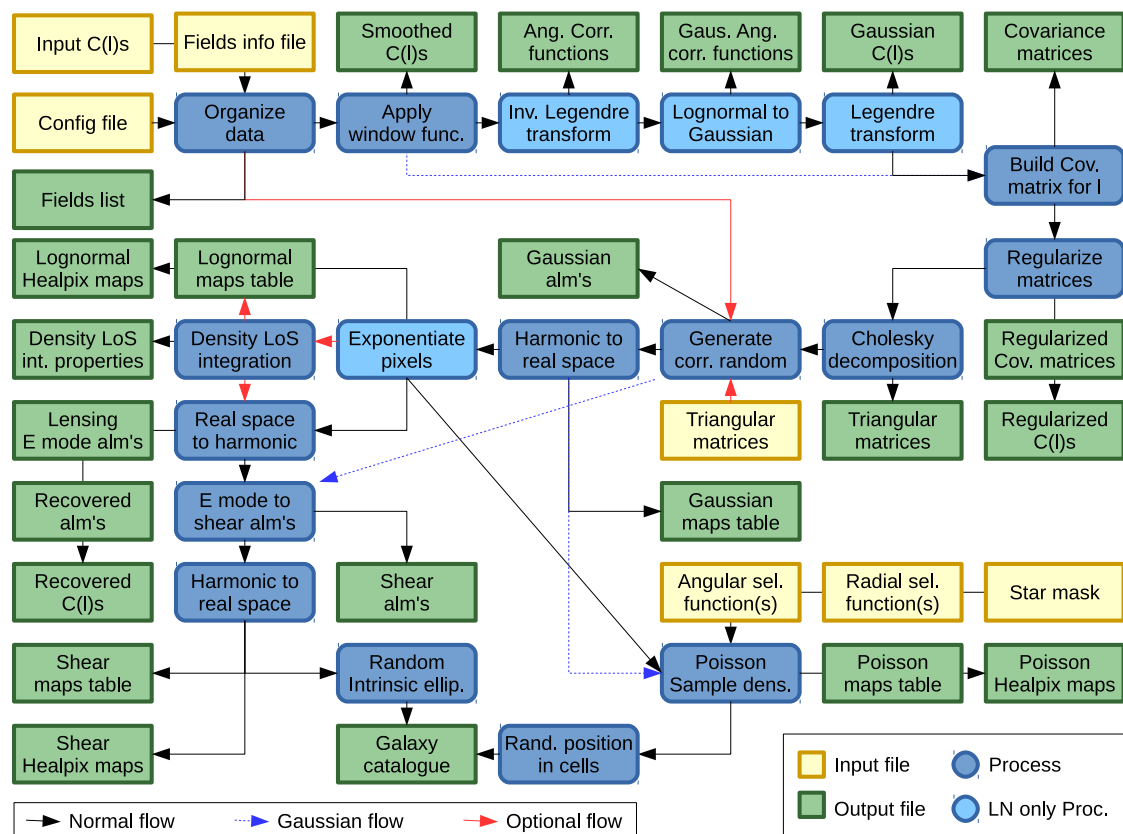 Input C(l)s
Fields info file
Smoothed
C(l)s
Ang. Corr.
functions
Gaus. Ang.
corr. functions
Gaussian
C(l)s
Covariance
matrices
Config file
Organize
data
Apply
window func.
Inv. Legendre
transform
Lognormal to
Gaussian
Legendre
transform
Build Cov.
matrix for l
Fields list
Lognormal
Healpix maps
Lognormal
maps table
Gaussian
alm's
Regularize
matrices
Density LoS
int. properties
Density LoS
integration
Exponentiate
pixels
Harmonic to
real space
Generate
corr. random
Cholesky
decomposition
Regularized
Cov. matrices
Lensing
E mode alm's
Real space
to harmonic
Triangular
matrices
Triangular
matrices
Regularized
C(l)s
Recovered
alm's
E mode to
shear alm's
Gaussian
maps table
Recovered
C(l)s
Harmonic to
real space
Shear
alm's
Angular sel.
function(s)
Radial sel.
function(s)
Star mask
Shear
maps table
Random
Intrinsic ellip.
Poisson
Sample dens.
Poisson
maps table
Poisson
Healpix maps
Shear
Healpix maps
Galaxy
catalogue
Rand. position
in cells
Input file
Process
Output file
LN only Proc.
Normal flow
Gaussian flow
Optional flow